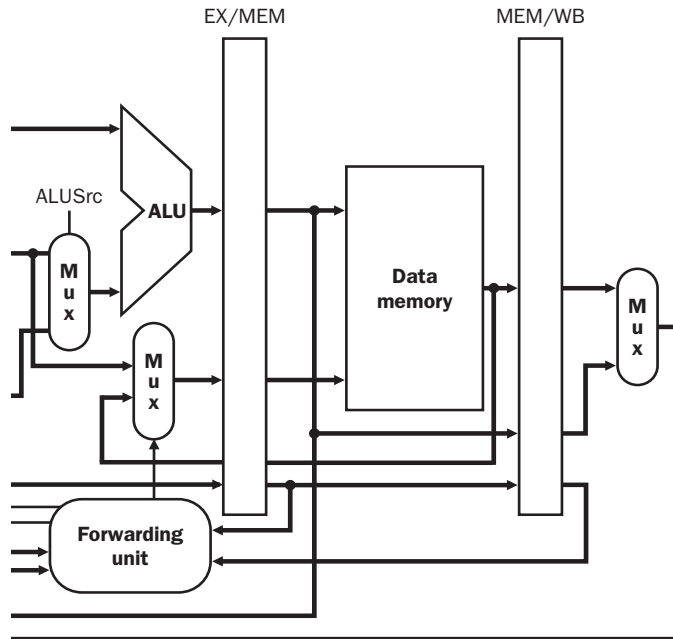 EX/MEM
MEM/WB
ALUSrc
ALU
M
u
x
Data
memory
M
u
x
M
u
x
Forwarding
unit